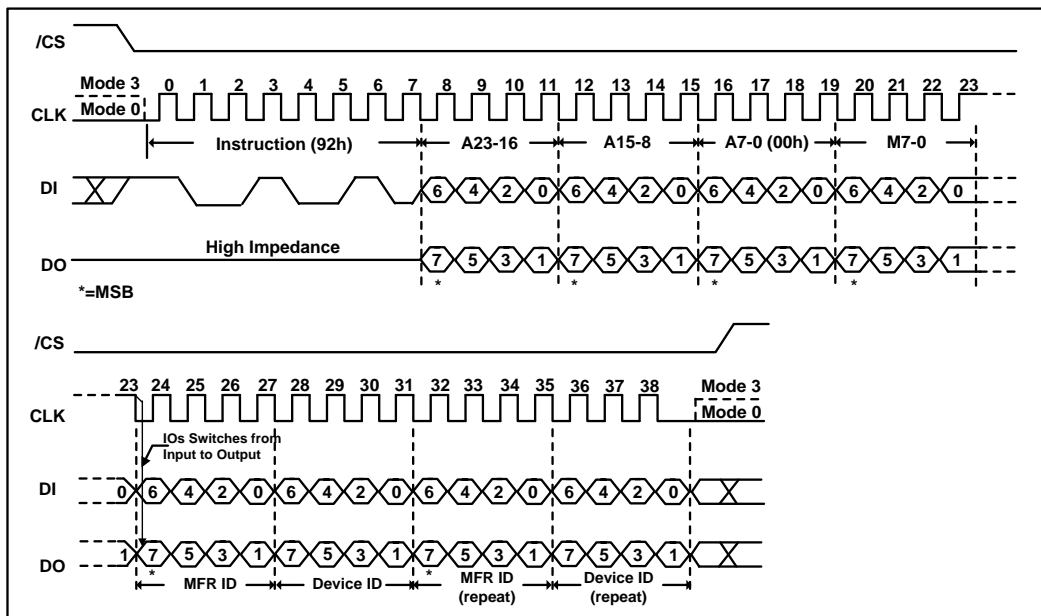 /CS
Mode 3 0 1 2 3 4 5 6 7 8 9 10 11 12 13 14 15 16 17 18 19 20 21 22 23
CLK Mode 0
Instruction (92h) A23-16 A15-8 A7-0 (00h) M7-0
DI 6 4 2 0 6 4 2 0 6 4 2 0 6 4 2 0
High Impedance
DO 7 5 3 1 7 5 3 1 7 5 3 1 7 5 3 1
* * * *
*=MSB
/CS
23 24 25 26 27 28 29 30 31 32 33 34 35 36 37 38 Mode 3
CLK Mode 0
IOs Switches from
Input to Output
DI 0 6 4 2 0 6 4 2 0 6 4 2 0 6 4 2 0
DO 1 7 5 3 1 7 5 3 1 7 5 3 1 7 5 3 1
* *
MFR ID Device ID MFR ID Device ID
(repeat) (repeat)